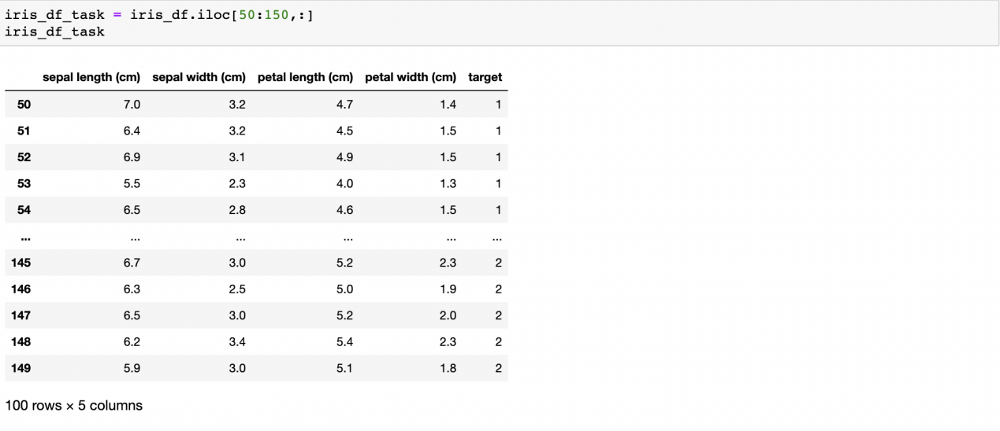 iris_df_task = iris_df.iloc[50:150,:]
iris_df_task
sepal length (cm) sepal width (cm) petal length (cm) petal width (cm) target
50 7.0 3.2 4.7 1.4 1
51 6.4 3.2 4.5 1.5 1
52 6.9 3.1 4.9 1.5 1
53 5.5 2.3 4.0 1.3 1
54 6.5 2.8 4.6 1.5 1
... ... ... ... ... ...
145 6.7 3.0 5.2 2.3 2
146 6.3 2.5 5.0 1.9 2
147 6.5 3.0 5.2 2.0 2
148 6.2 3.4 5.4 2.3 2
149 5.9 3.0 5.1 1.8 2
100 rows × 5 columns